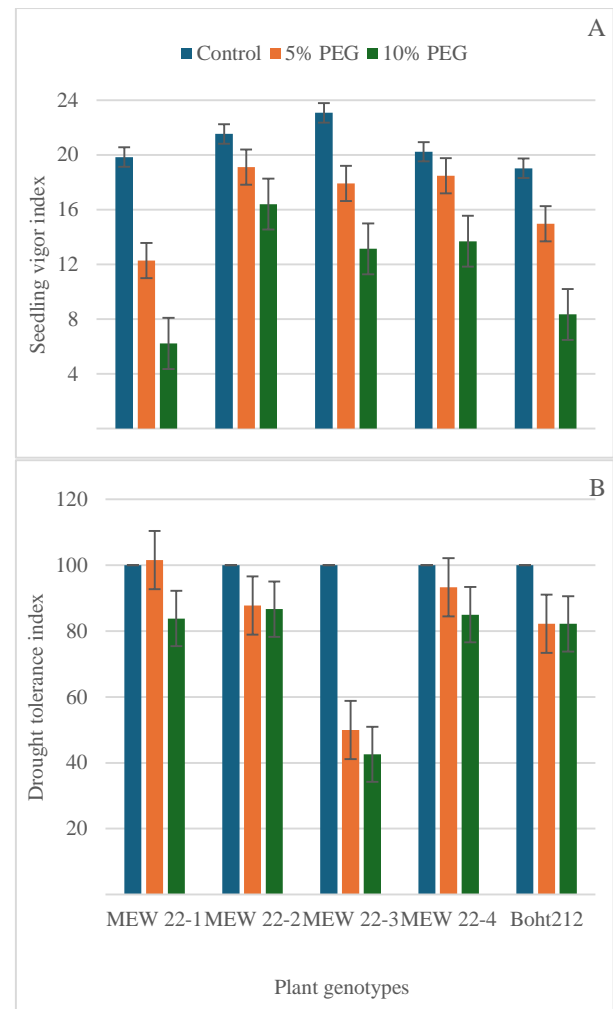 A
Control 5% PEG 10% PEG
24
20
16
12
8
4
Seedling vigor index
B
120
100
80
60
40
20
Drought tolerance index
MEW 22-1 MEW 22-2 MEW 22-3 MEW 22-4 Boht212
Plant genotypes